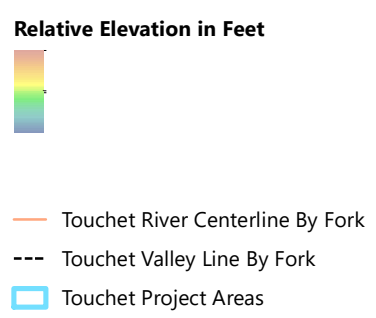 Relative Elevation in Feet
Touchet River Centerline By Fork
Touchet Valley Line By Fork
Touchet Project Areas